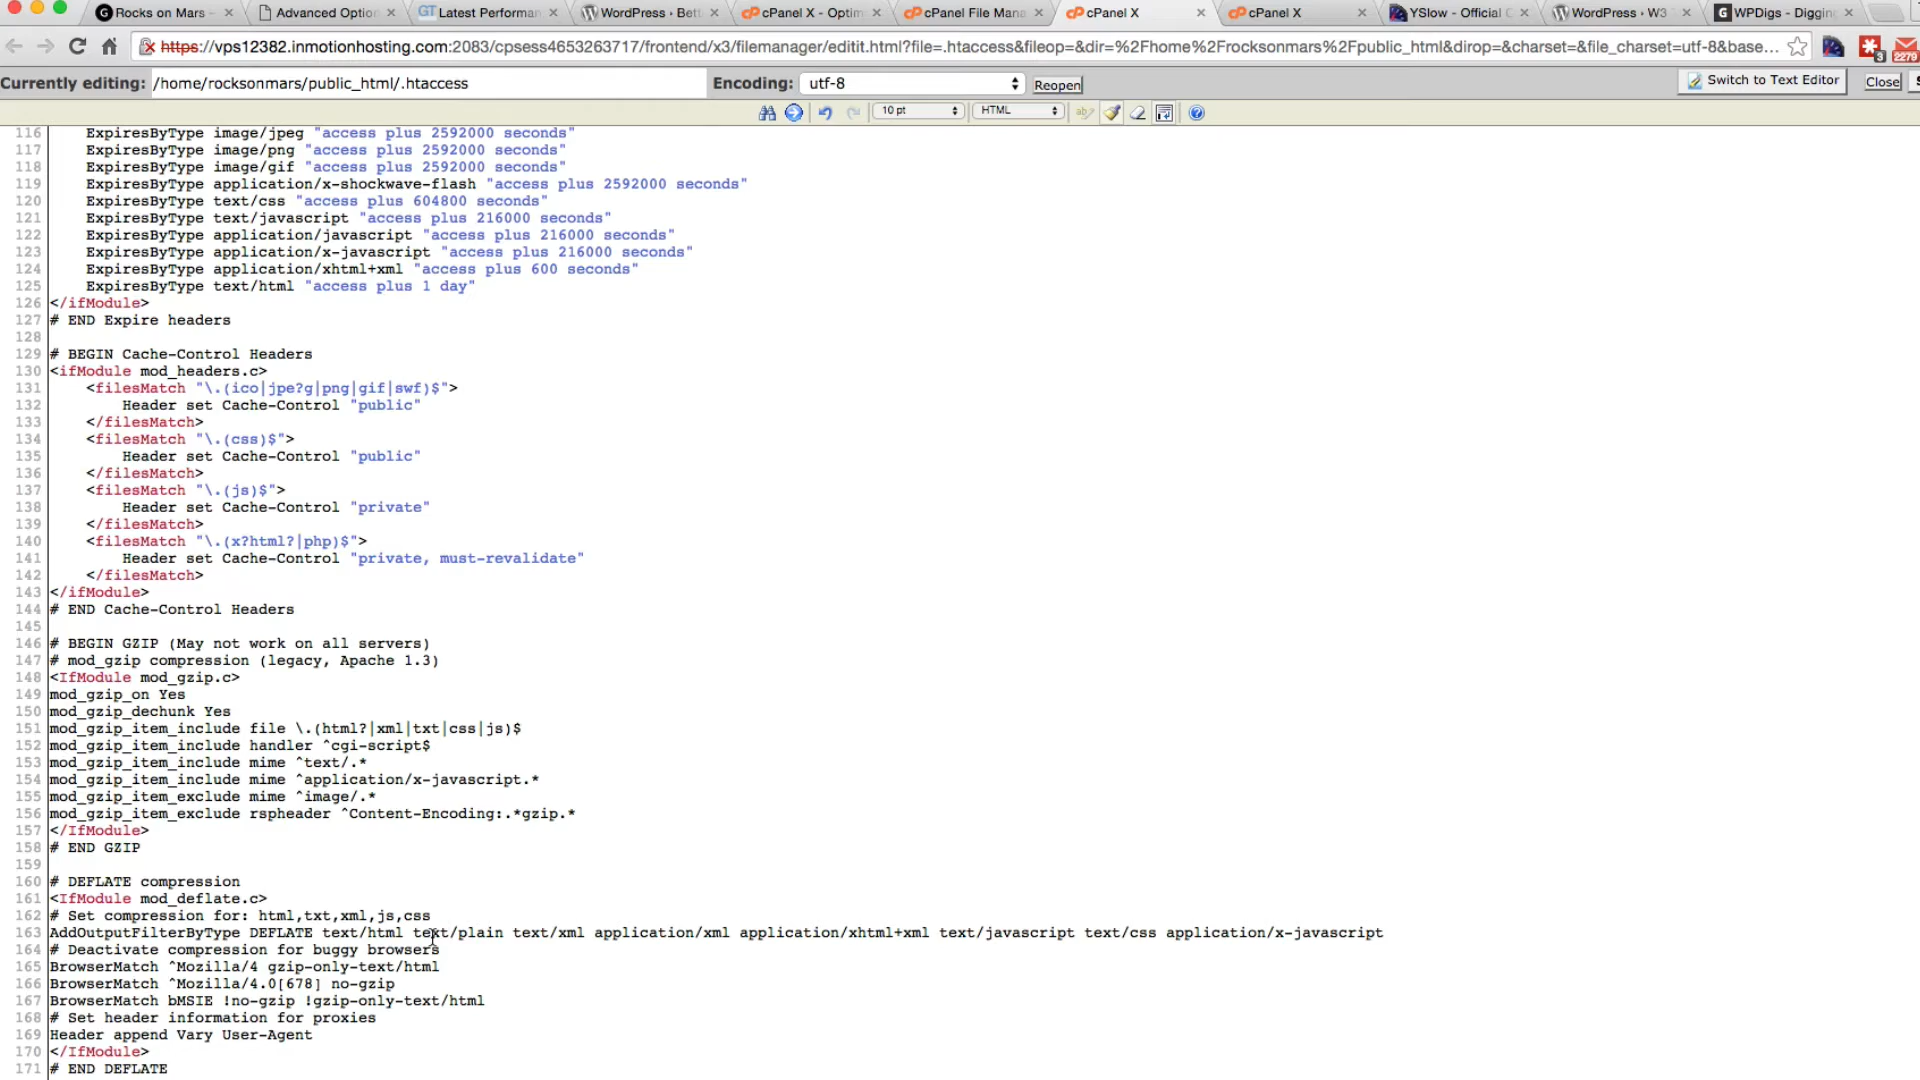 Rocks on Mars
Advanced Option
GT Latest Performan
WordPress › Bett
cPanel X - Optim
cPanel File Mana
cPanel X
cPanel X
YSlow - Official C
WordPress › W3
WPDigs - Digging
https://vps12382.inmotionhosting.com:2083/cpsess4653263717/frontend/x3/filemanager/editit.html?file=.htaccess&fileop=&dir=%2Fhome%2Frocksonmars%2Fpublic_html&dirop=&charset=&file_charset=utf-8&base...
3
2279
Currently editing: /home/rocksonmars/public_html/.htaccess Encoding: utf-8 Reopen Switch to Text Editor Close
10 pt HTML
116 ExpiresByType image/jpeg "access plus 2592000 seconds"
117 ExpiresByType image/png "access plus 2592000 seconds"
118 ExpiresByType image/gif "access plus 2592000 seconds"
119 ExpiresByType application/x-shockwave-flash "access plus 2592000 seconds"
120 ExpiresByType text/css "access plus 604800 seconds"
121 ExpiresByType text/javascript "access plus 216000 seconds"
122 ExpiresByType application/javascript "access plus 216000 seconds"
123 ExpiresByType application/x-javascript "access plus 216000 seconds"
124 ExpiresByType application/xhtml+xml "access plus 600 seconds"
125 ExpiresByType text/html "access plus 1 day"
126 </ifModule>
127 # END Expire headers
128
129 # BEGIN Cache-Control Headers
130 <ifModule mod_headers.c>
131 <filesMatch "\.(ico|jpe?g|png|gif|swf)$">
132 Header set Cache-Control "public"
133 </filesMatch>
134 <filesMatch "\.(css)$">
135 Header set Cache-Control "public"
136 </filesMatch>
137 <filesMatch "\.(js)$">
138 Header set Cache-Control "private"
139 </filesMatch>
140 <filesMatch "\.(x?html?|php)$">
141 Header set Cache-Control "private, must-revalidate"
142 </filesMatch>
143 </ifModule>
144 # END Cache-Control Headers
145
146 # BEGIN GZIP (May not work on all servers)
147 # mod_gzip compression (legacy, Apache 1.3)
148 <IfModule mod_gzip.c>
149 mod_gzip_on Yes
150 mod_gzip_dechunk Yes
151 mod_gzip_item_include file \.(html?|xml|txt|css|js)$
152 mod_gzip_item_include handler ^cgi-script$
153 mod_gzip_item_include mime ^text/.*
154 mod_gzip_item_include mime ^application/x-javascript.*
155 mod_gzip_item_exclude mime ^image/.*
156 mod_gzip_item_exclude rspheader ^Content-Encoding:.*gzip.*
157 </IfModule>
158 # END GZIP
159
160 # DEFLATE compression
161 <IfModule mod_deflate.c>
162 # Set compression for: html,txt,xml,js,css
163 AddOutputFilterByType DEFLATE text/html text/plain text/xml application/xml application/xhtml+xml text/javascript text/css application/x-javascript
164 # Deactivate compression for buggy browsers
165 BrowserMatch ^Mozilla/4 gzip-only-text/html
166 BrowserMatch ^Mozilla/4.0[678] no-gzip
167 BrowserMatch bMSIE !no-gzip !gzip-only-text/html
168 # Set header information for proxies
169 Header append Vary User-Agent
170 </IfModule>
171 # END DEFLATE